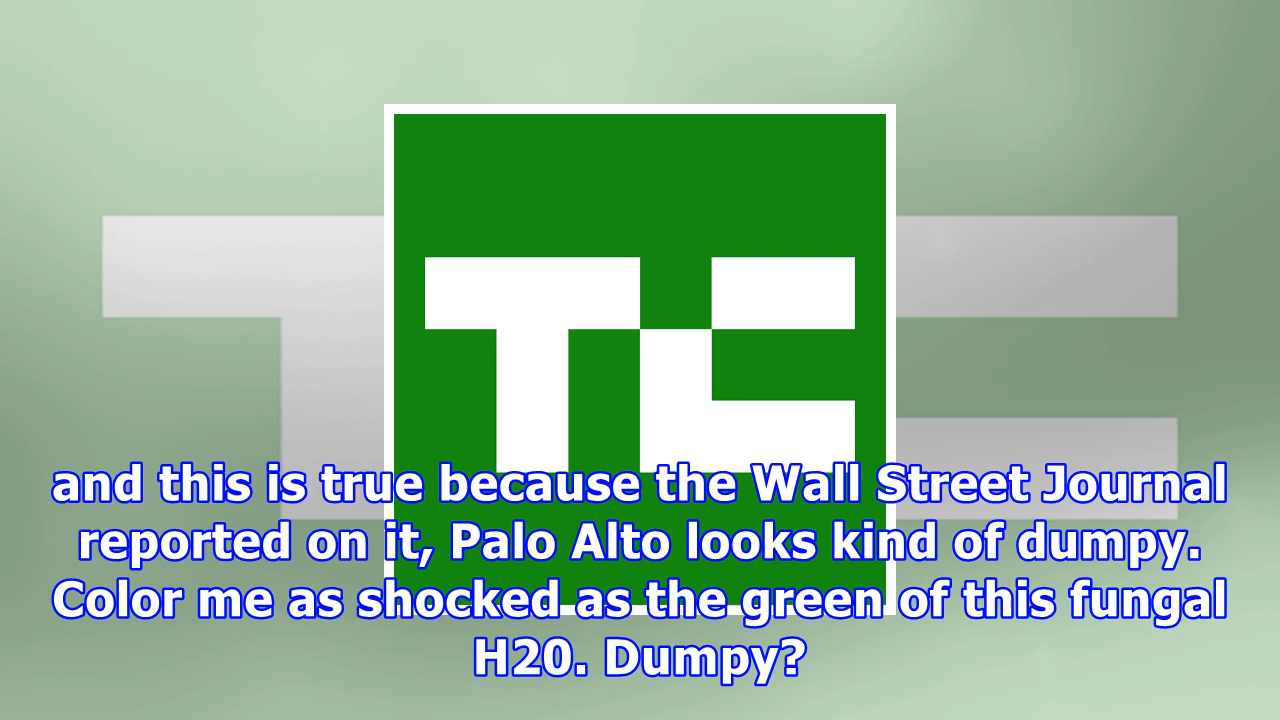 TC
and this is true because the Wall Street Journal
reported on it, Palo Alto looks kind of dumpy.
Color me as shocked as the green of this fungal
H20. Dumpy?